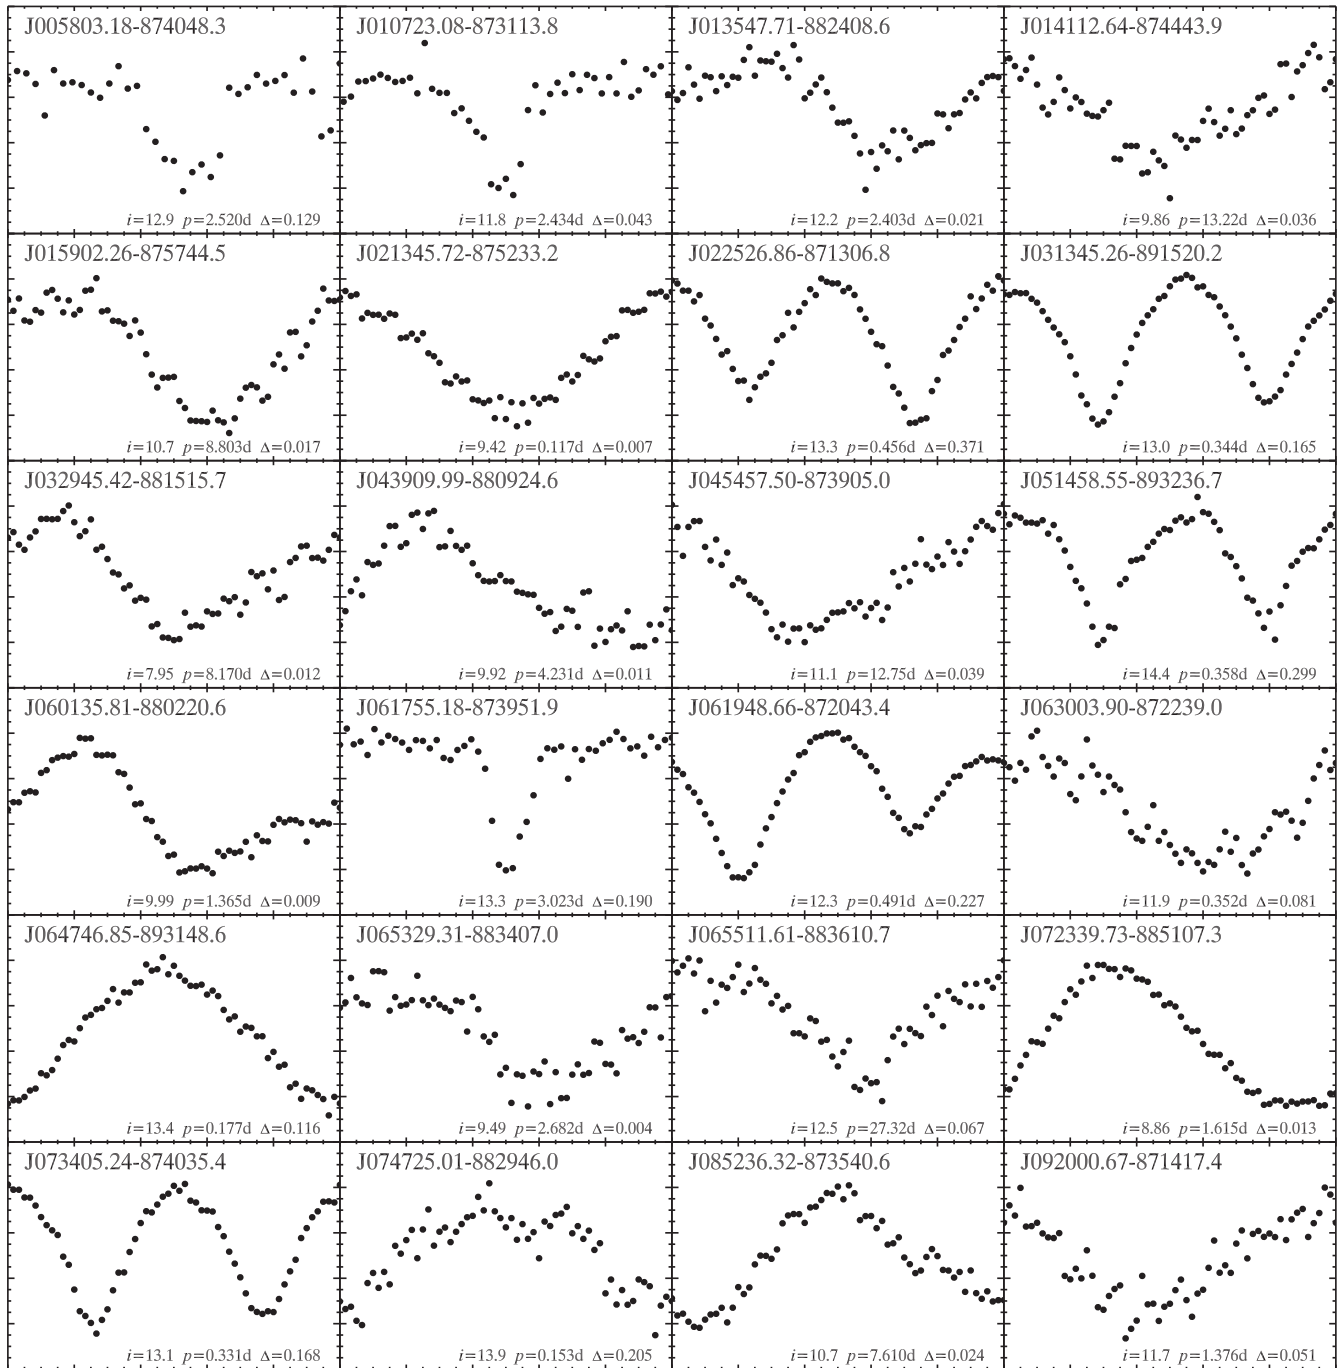 J005803.18-874048.3
i=12.9 p=2.520d Δ=0.129
J010723.08-873113.8
i=11.8 p=2.434d Δ=0.043
J013547.71-882408.6
i=12.2 p=2.403d Δ=0.021
J014112.64-874443.9
i=9.86 p=13.22d Δ=0.036
J015902.26-875744.5
i=10.7 p=8.803d Δ=0.017
J021345.72-875233.2
i=9.42 p=0.117d Δ=0.007
J022526.86-871306.8
i=13.3 p=0.456d Δ=0.371
J031345.26-891520.2
i=13.0 p=0.344d Δ=0.165
J032945.42-881515.7
i=7.95 p=8.170d Δ=0.012
J043909.99-880924.6
i=9.92 p=4.231d Δ=0.011
J045457.50-873905.0
i=11.1 p=12.75d Δ=0.039
J051458.55-893236.7
i=14.4 p=0.358d Δ=0.299
J060135.81-880220.6
i=9.99 p=1.365d Δ=0.009
J061755.18-873951.9
i=13.3 p=3.023d Δ=0.190
J061948.66-872043.4
i=12.3 p=0.491d Δ=0.227
J063003.90-872239.0
i=11.9 p=0.352d Δ=0.081
J064746.85-893148.6
i=13.4 p=0.177d Δ=0.116
J065329.31-883407.0
i=9.49 p=2.682d Δ=0.004
J065511.61-883610.7
i=12.5 p=27.32d Δ=0.067
J072339.73-885107.3
i=8.86 p=1.615d Δ=0.013
J073405.24-874035.4
i=13.1 p=0.331d Δ=0.168
J074725.01-882946.0
i=13.9 p=0.153d Δ=0.205
J085236.32-873540.6
i=10.7 p=7.610d Δ=0.024
J092000.67-871417.4
i=11.7 p=1.376d Δ=0.051